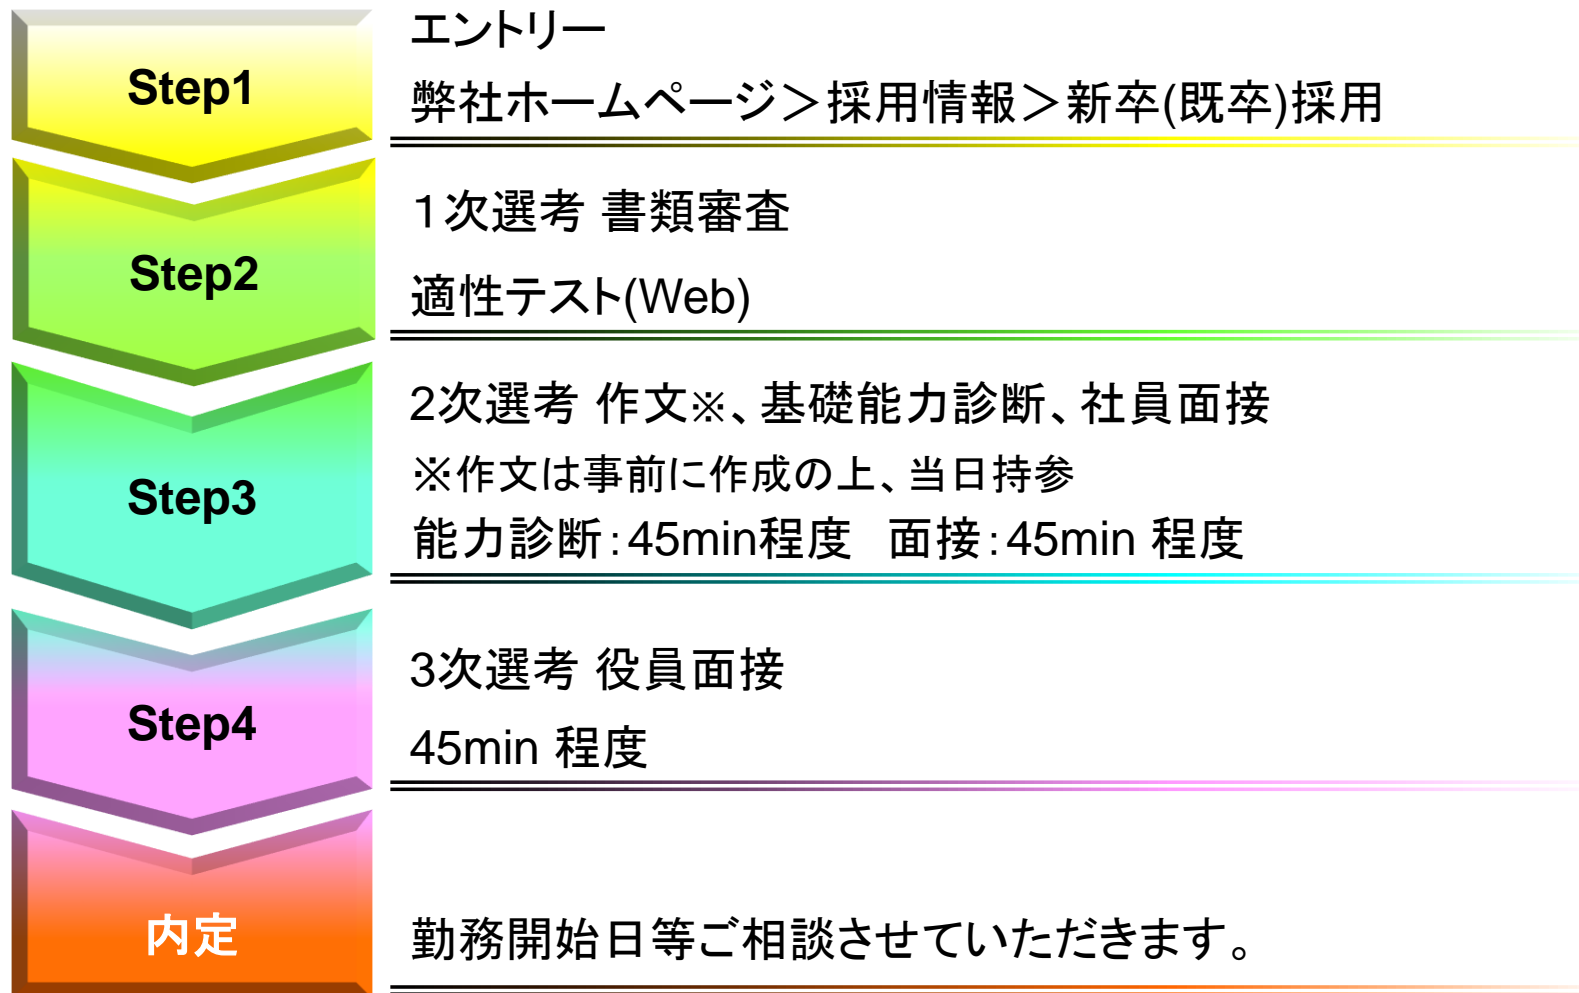 Step1
エントリー
弊社ホームページ＞採用情報＞新卒(既卒)採用
Step2
１次選考 書類審査
適性テスト(Web)
Step3
2次選考 作文※、基礎能力診断、社員面接
※作文は事前に作成の上、当日持参
能力診断：45min程度　面接：45min 程度
Step4
3次選考 役員面接
45min 程度
内定
勤務開始日等ご相談させていただきます。